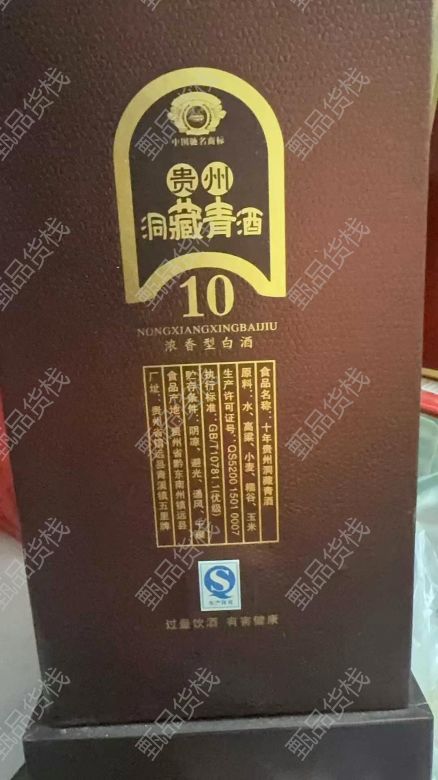 中国驰名商标
贵州
洞藏青酒
10
NONGXIANGXINGBAIJIU
浓香型白酒
食品名称：十年贵州洞藏青酒
原料：水、高粱、小麦、糯谷、玉米
生产许可证号：QS5200 1501 0007
执行标准：GB/T10781.1(优级)
贮存条件：阴凉、避光、通风、干燥
食品产地：贵州省黔东南州镇远县
厂址：贵州省镇远县青溪镇五里牌
生产许可
过量饮酒 有害健康
甄品货栈